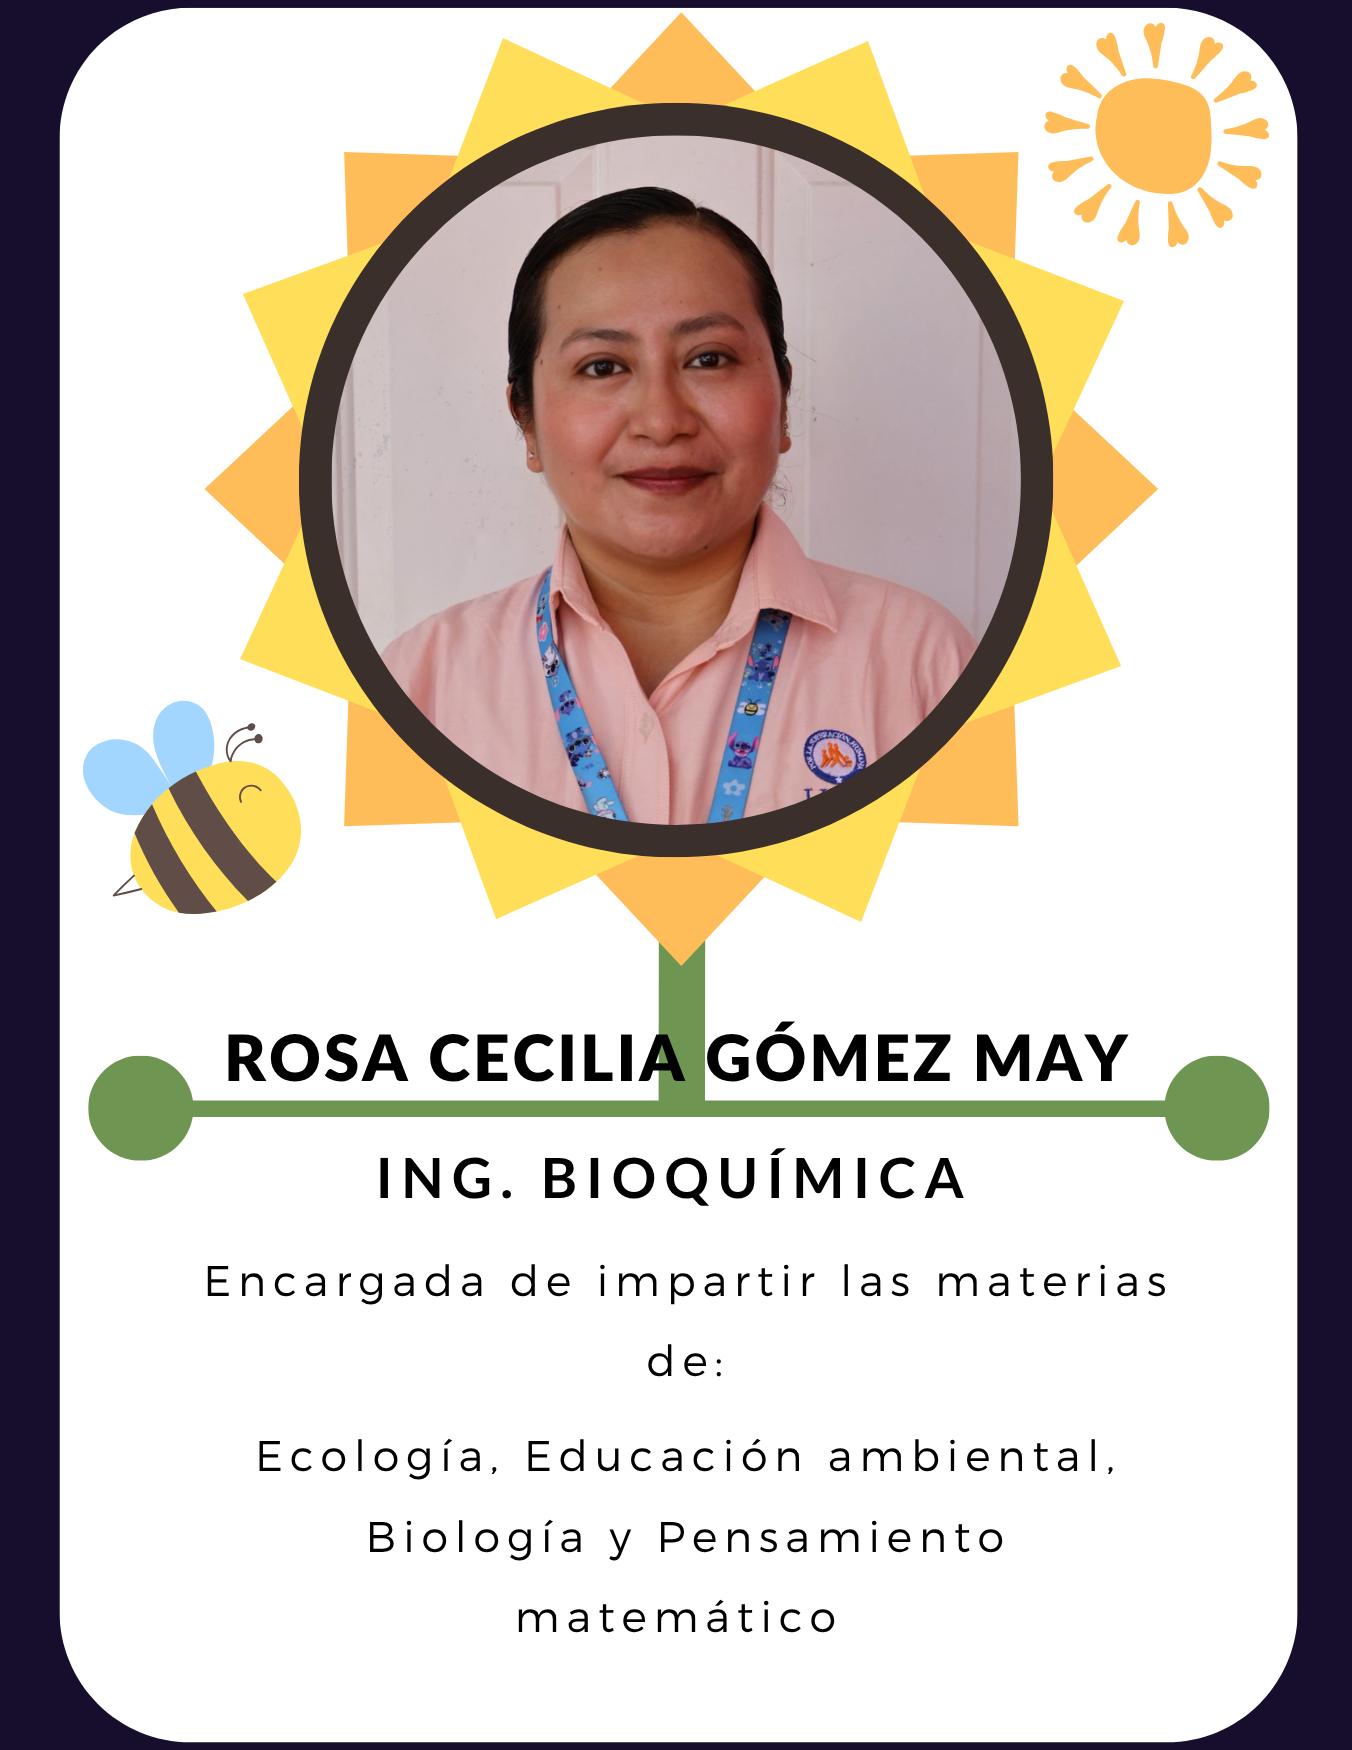 ROSA CECILIA GÓMEZ MAY
ING. BIOQUÍMICA
Encargada de impartir las materias
de:
Ecología, Educación ambiental,
Biología y Pensamiento
matemático